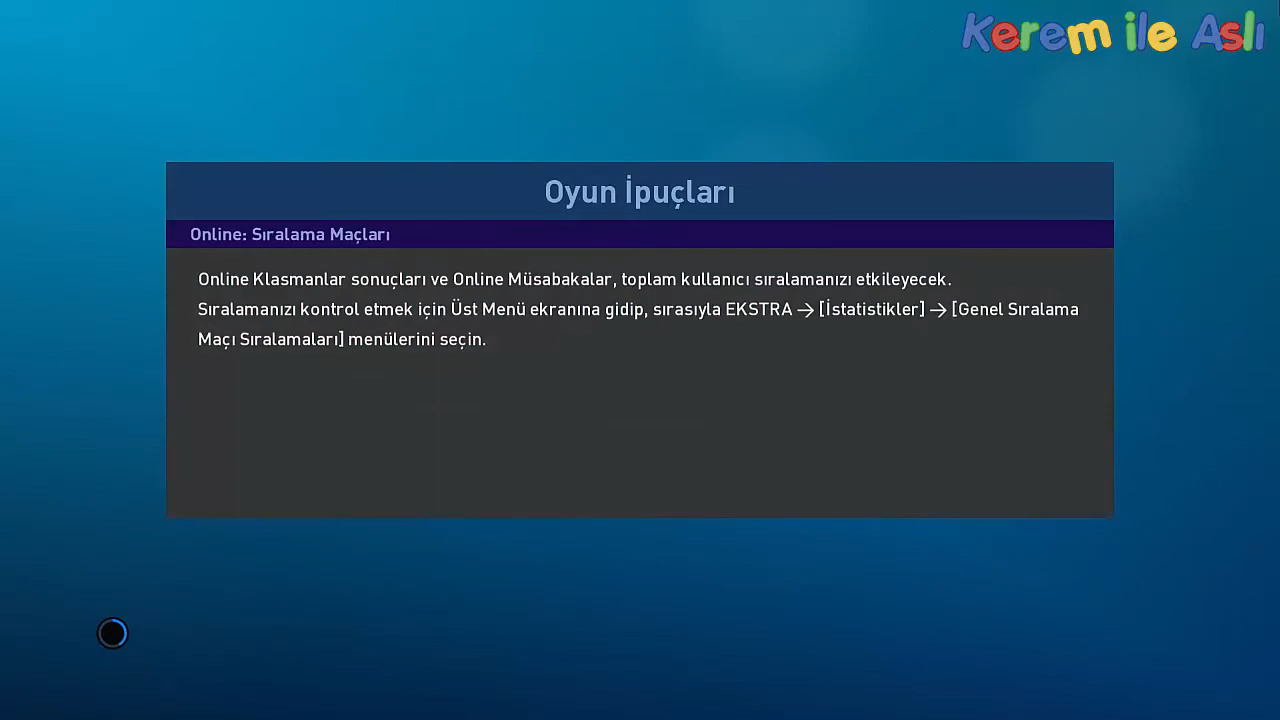 Kerem ile Aslı
Oyun İpuçları
Online: Sıralama Maçları
Online Klasmanlar sonuçları ve Online Müsabakalar, toplam kullanıcı sıralamanızı etkileyecek.
Sıralamanızı kontrol etmek için Üst Menü ekranına gidip, sırasıyla EKSTRA → [İstatistikler] → [Genel Sıralama
Maçı Sıralamaları] menülerini seçin.